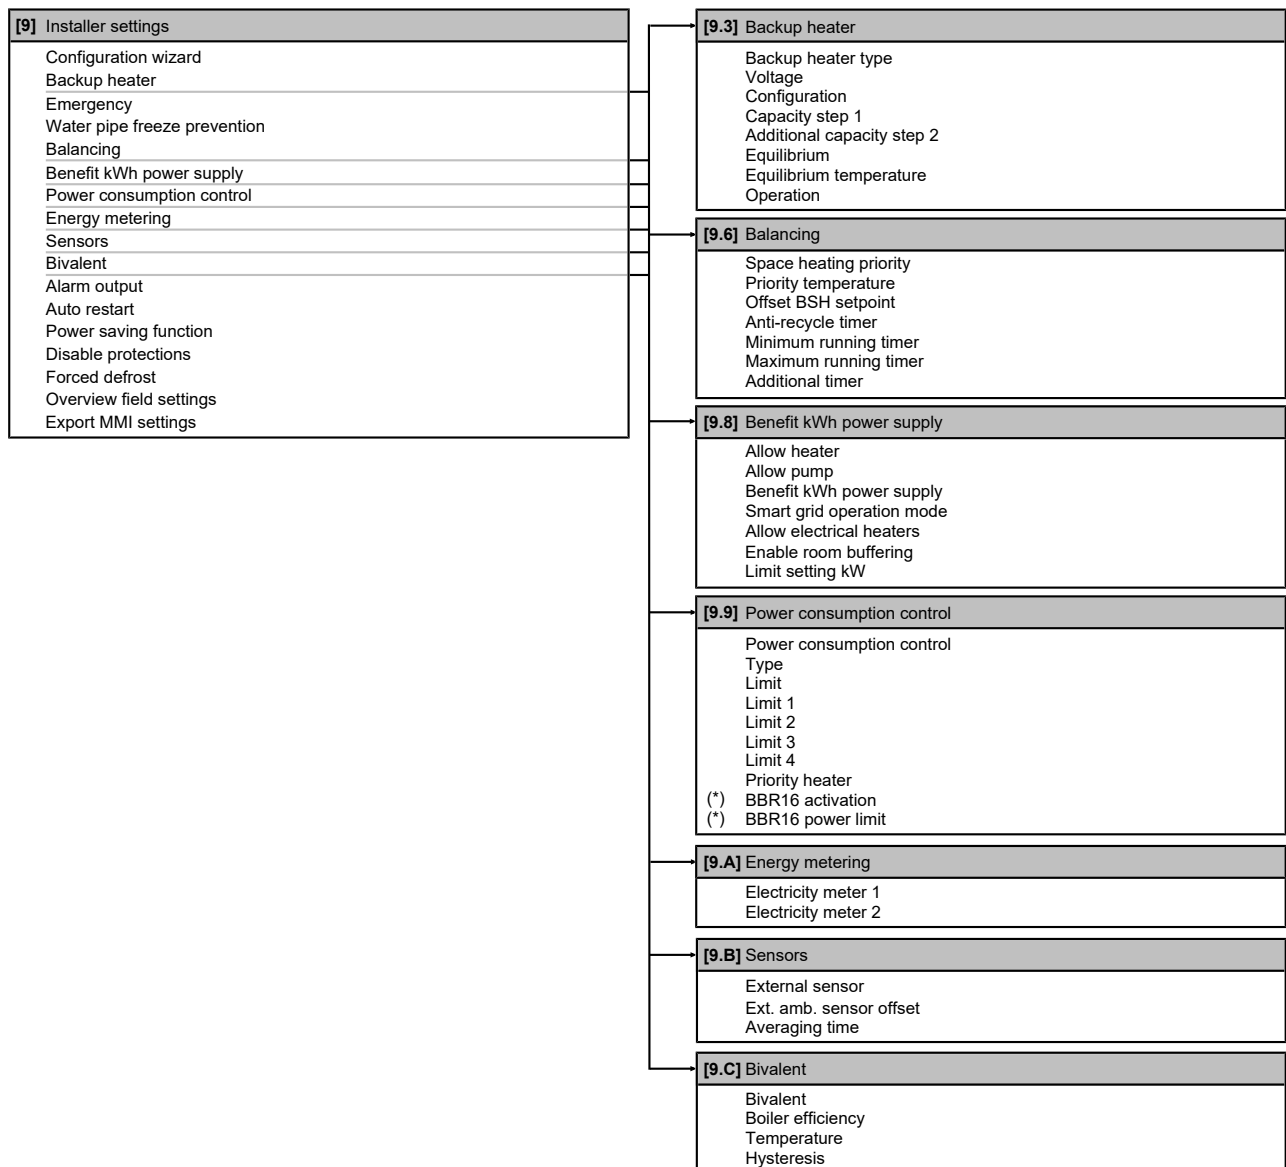 [9] Installer settings
Configuration wizard
Backup heater
Emergency
Water pipe freeze prevention
Balancing
Benefit kWh power supply
Power consumption control
Energy metering
Sensors
Bivalent
Alarm output
Auto restart
Power saving function
Disable protections
Forced defrost
Overview field settings
Export MMI settings
[9.3] Backup heater
Backup heater type
Voltage
Configuration
Capacity step 1
Additional capacity step 2
Equilibrium
Equilibrium temperature
Operation
[9.6] Balancing
Space heating priority
Priority temperature
Offset BSH setpoint
Anti-recycle timer
Minimum running timer
Maximum running timer
Additional timer
[9.8] Benefit kWh power supply
Allow heater
Allow pump
Benefit kWh power supply
Smart grid operation mode
Allow electrical heaters
Enable room buffering
Limit setting kW
[9.9] Power consumption control
Power consumption control
Type
Limit
Limit 1
Limit 2
Limit 3
Limit 4
Priority heater
(*) BBR16 activation
(*) BBR16 power limit
[9.A] Energy metering
Electricity meter 1
Electricity meter 2
[9.B] Sensors
External sensor
Ext. amb. sensor offset
Averaging time
[9.C] Bivalent
Bivalent
Boiler efficiency
Temperature
Hysteresis